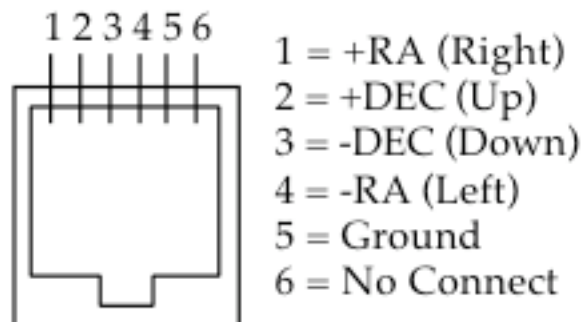 1 2 3 4 5 6
1 = +RA (Right)
2 = +DEC (Up)
3 = -DEC (Down)
4 = -RA (Left)
5 = Ground
6 = No Connect